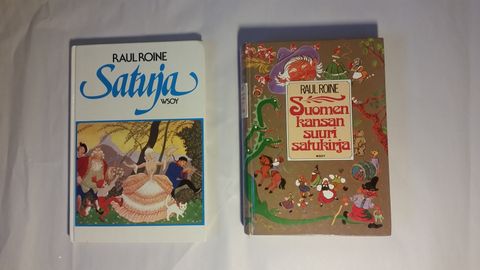 RAUL ROINE
Satuja
WSOY
RAUL ROINE
Suomen
kansan
suuri
satukirja
WSOY